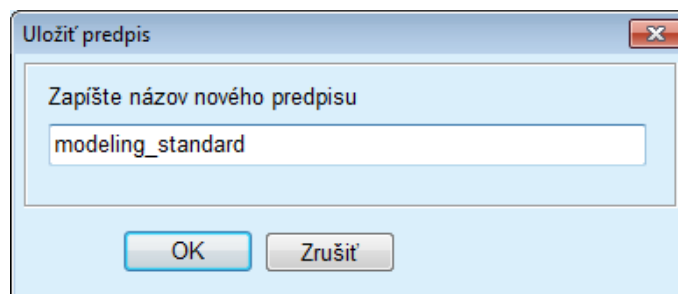 Uložiť predpis
Zapíšte názov nového predpisu
modeling_standard
OK Zrušiť